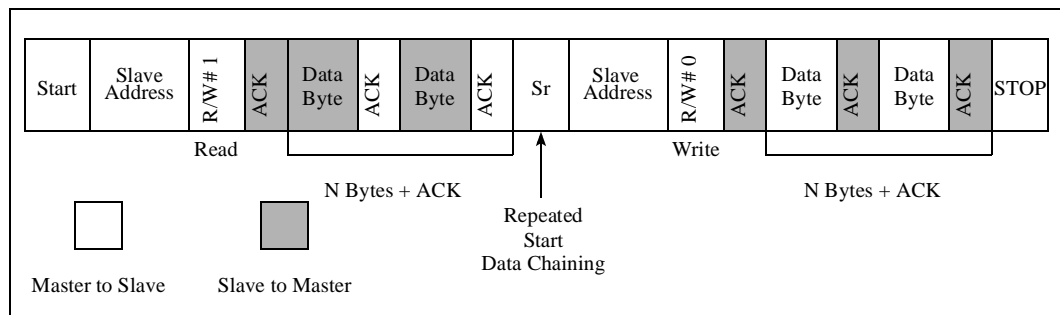 Start
Slave
Address
R/W# 1
ACK
Data
Byte
ACK
Data
Byte
ACK
Sr
Slave
Address
R/W# 0
ACK
Data
Byte
ACK
Data
Byte
ACK
STOP
Read
Write
N Bytes + ACK
N Bytes + ACK
Repeated
Start
Data Chaining
Master to Slave
Slave to Master